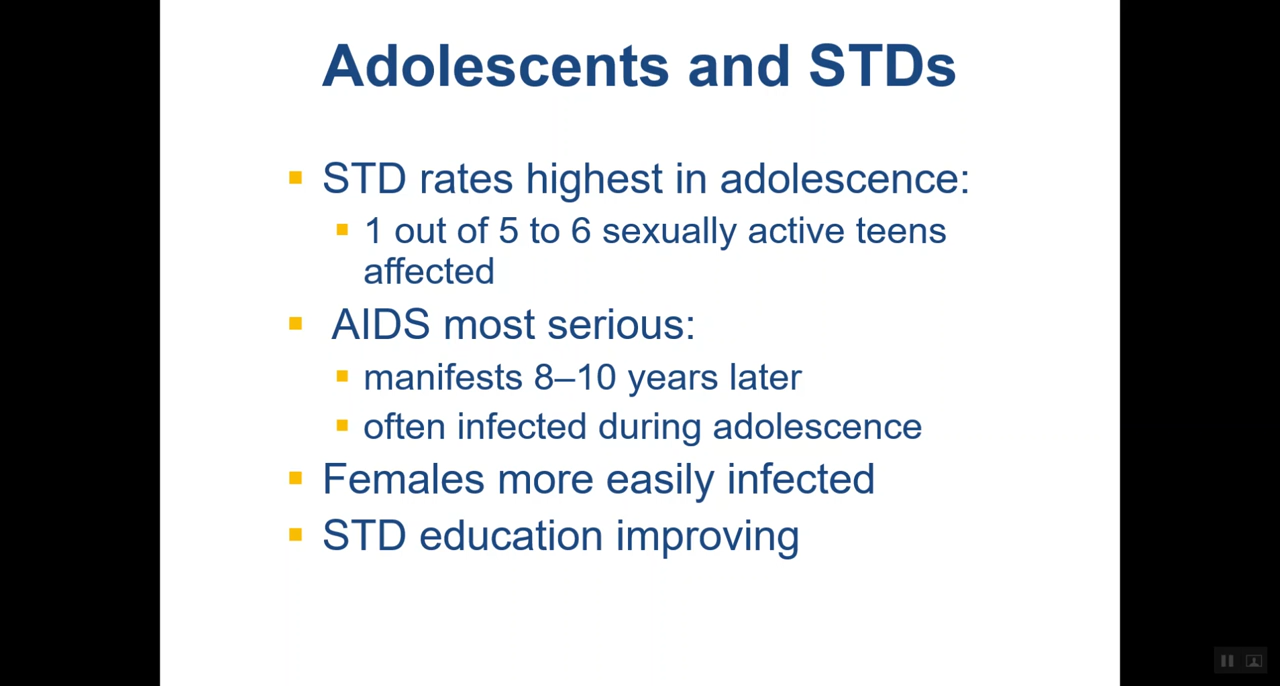 Adolescents and STDs
▪ STD rates highest in adolescence:
▪ 1 out of 5 to 6 sexually active teens
affected
▪ AIDS most serious:
▪ manifests 8–10 years later
▪ often infected during adolescence
▪ Females more easily infected
▪ STD education improving